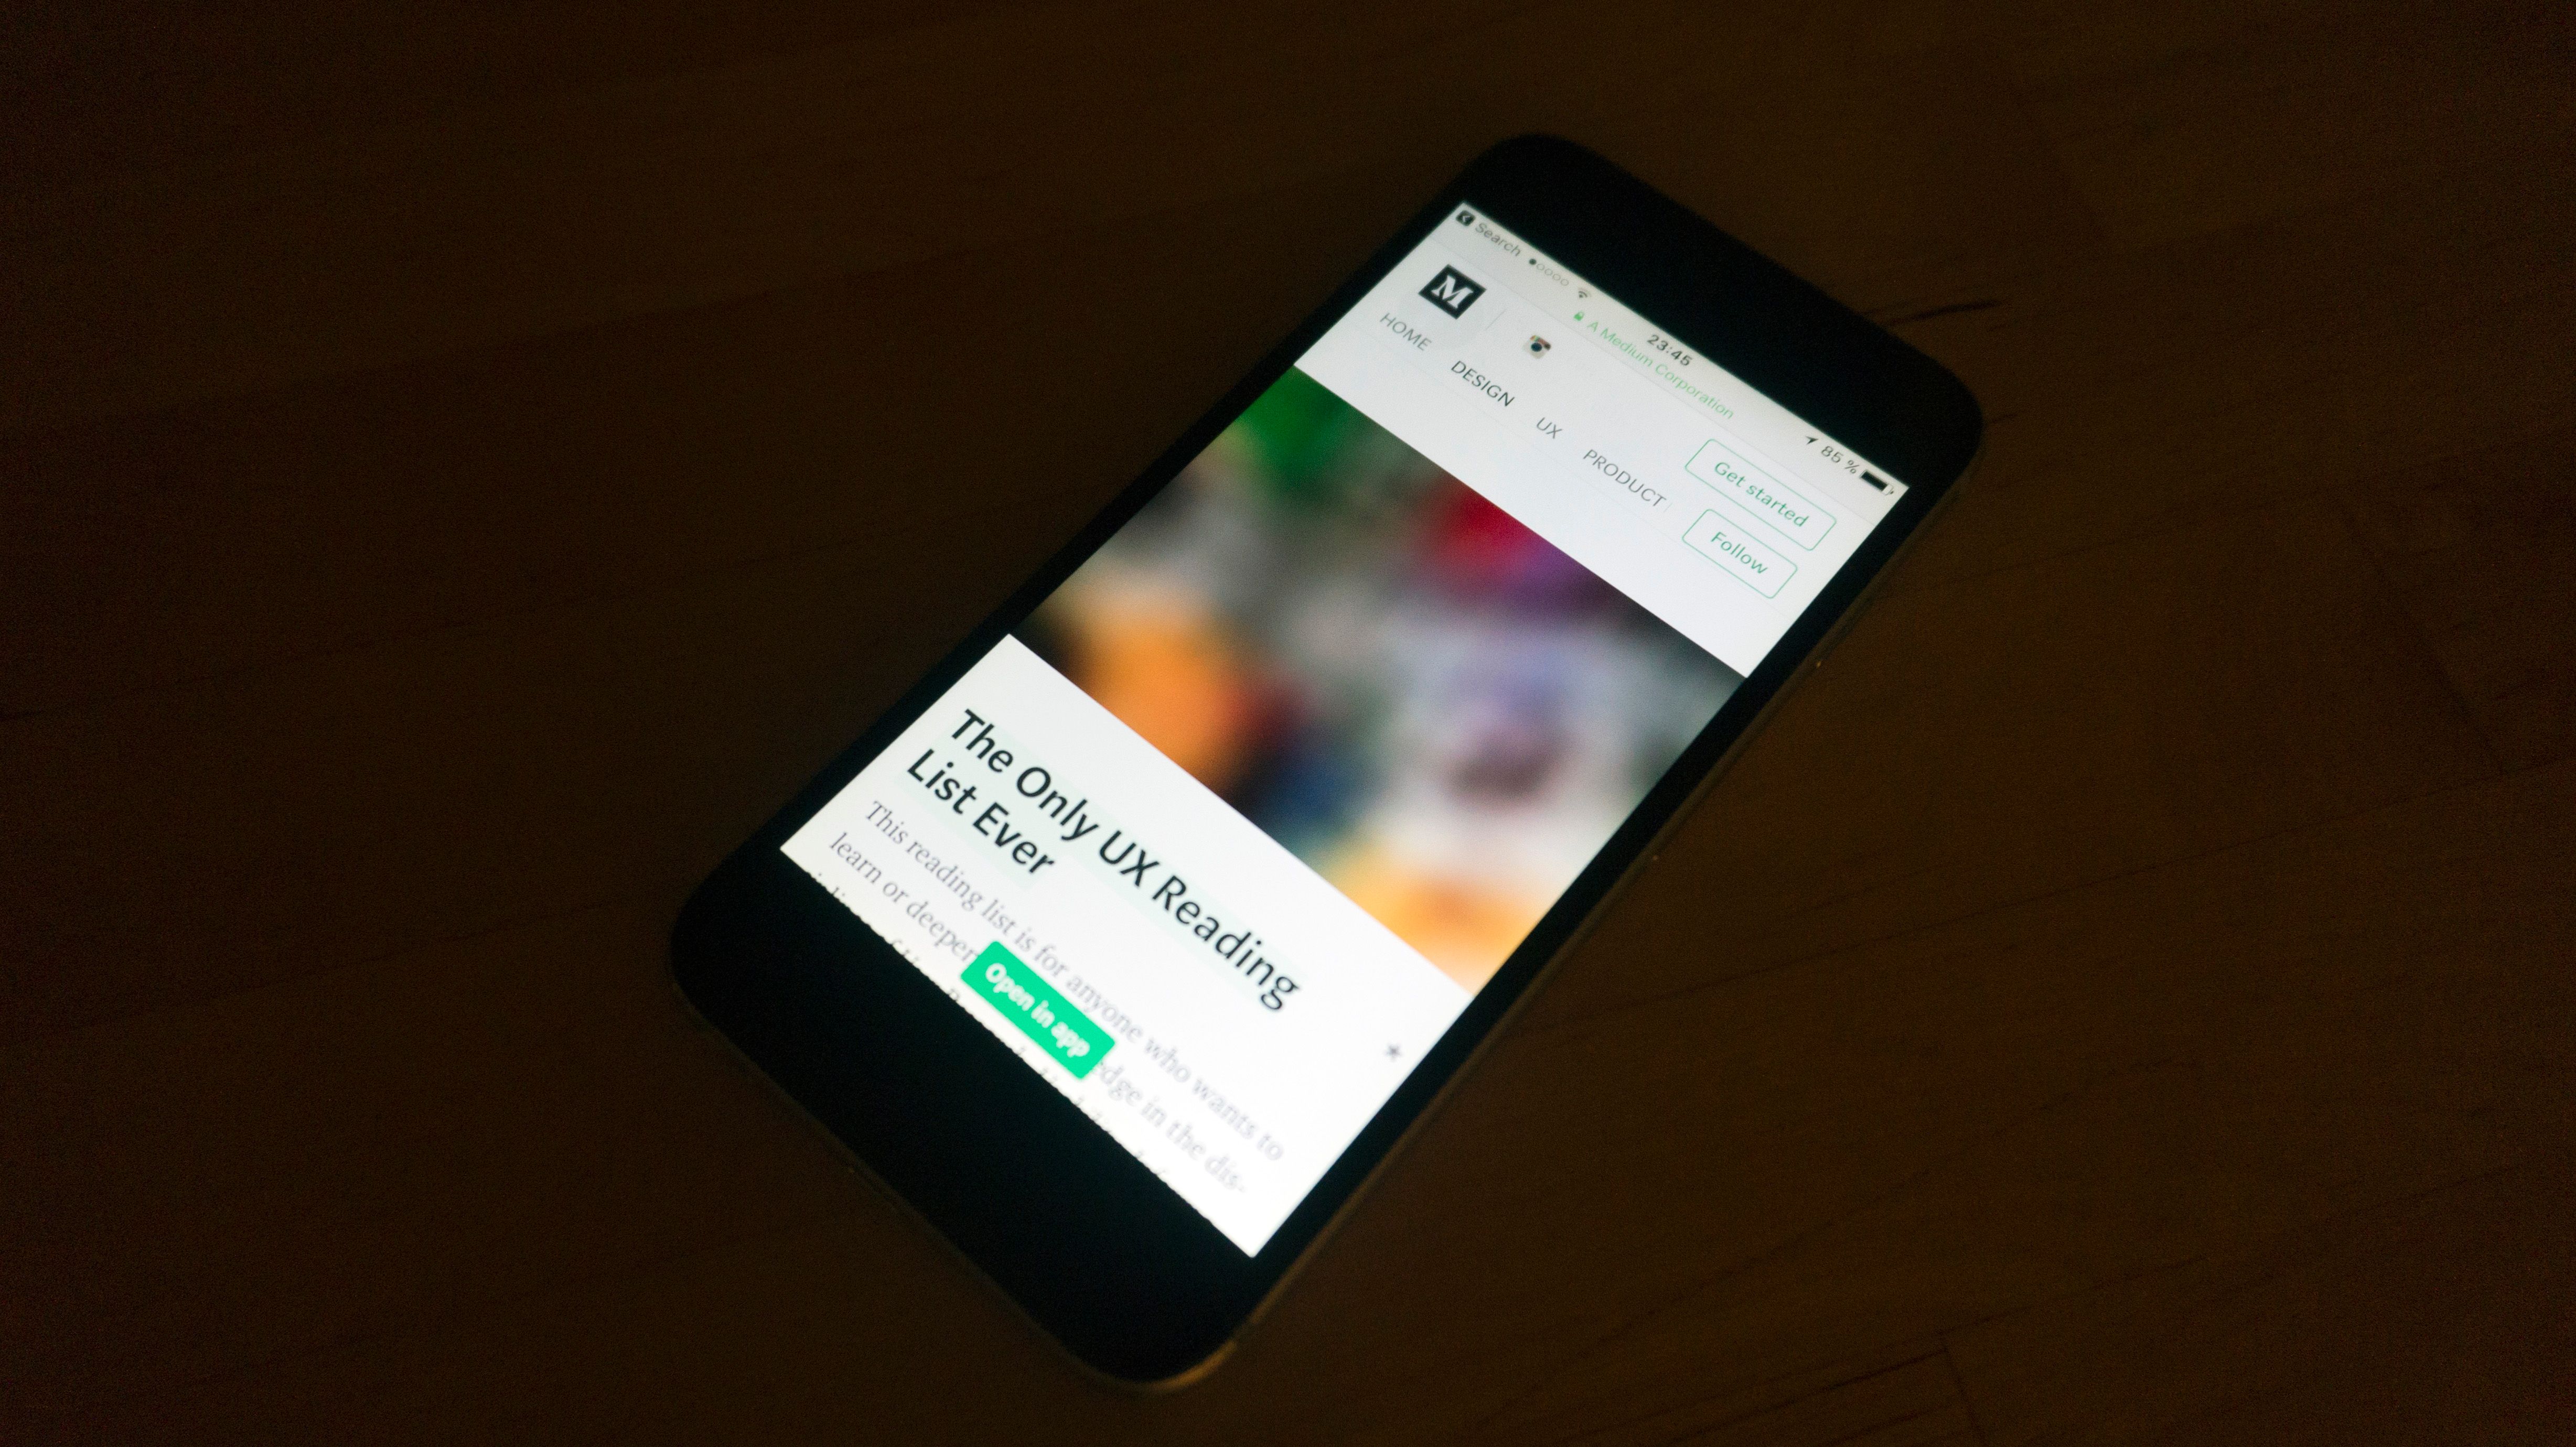 Search 23:45 85 %
A Medium Corporation
M Get started
HOME DESIGN UX PRODUCT Follow
The Only UX Reading
List Ever
This reading list is for anyone who wants to
learn or deepen edge in the dis-
Open in app